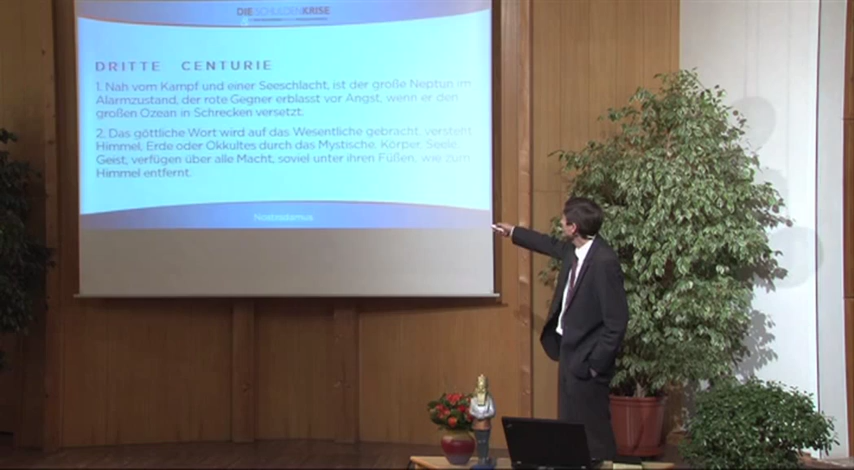 DIE SCHULDENKRISE
DRITTE CENTURIE
1. Nah vom Kampf und einer Seeschlacht, ist der große Neptun im
Alarmzustand, der rote Gegner erblasst vor Angst, wenn er den
großen Ozean in Schrecken versetzt.
2. Das göttliche Wort wird auf das Wesentliche gebracht, versteht
Himmel, Erde oder Okkultes durch das Mystische, Körper, Seele,
Geist, verfügen über alle Macht, soviel unter ihren Füßen, wie zum
Himmel entfernt.
Nostradamus